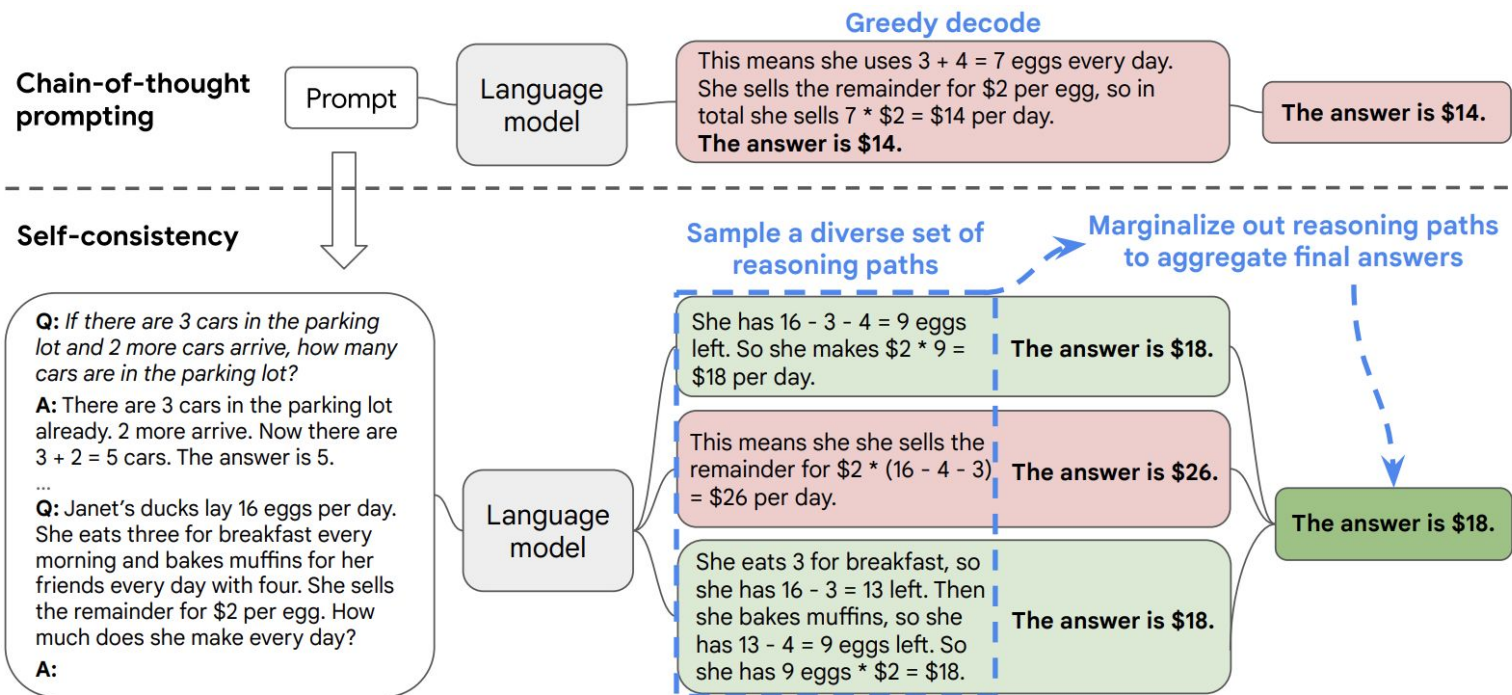 Greedy decode
Chain-of-thought
prompting
Prompt
Language
model
This means she uses 3 + 4 = 7 eggs every day.
She sells the remainder for $2 per egg, so in
total she sells 7 * $2 = $14 per day.
The answer is $14.
The answer is $14.
Self-consistency
Sample a diverse set of
reasoning paths
Marginalize out reasoning paths
to aggregate final answers
Q: If there are 3 cars in the parking
lot and 2 more cars arrive, how many
cars are in the parking lot?
A: There are 3 cars in the parking lot
already. 2 more arrive. Now there are
3 + 2 = 5 cars. The answer is 5.
...
Q: Janet’s ducks lay 16 eggs per day.
She eats three for breakfast every
morning and bakes muffins for her
friends every day with four. She sells
the remainder for $2 per egg. How
much does she make every day?
A:
Language
model
She has 16 - 3 - 4 = 9 eggs
left. So she makes $2 * 9 =
$18 per day.
The answer is $18.
This means she she sells the
remainder for $2 * (16 - 4 - 3)
= $26 per day.
The answer is $26.
She eats 3 for breakfast, so
she has 16 - 3 = 13 left. Then
she bakes muffins, so she
has 13 - 4 = 9 eggs left. So
she has 9 eggs * $2 = $18.
The answer is $18.
The answer is $18.